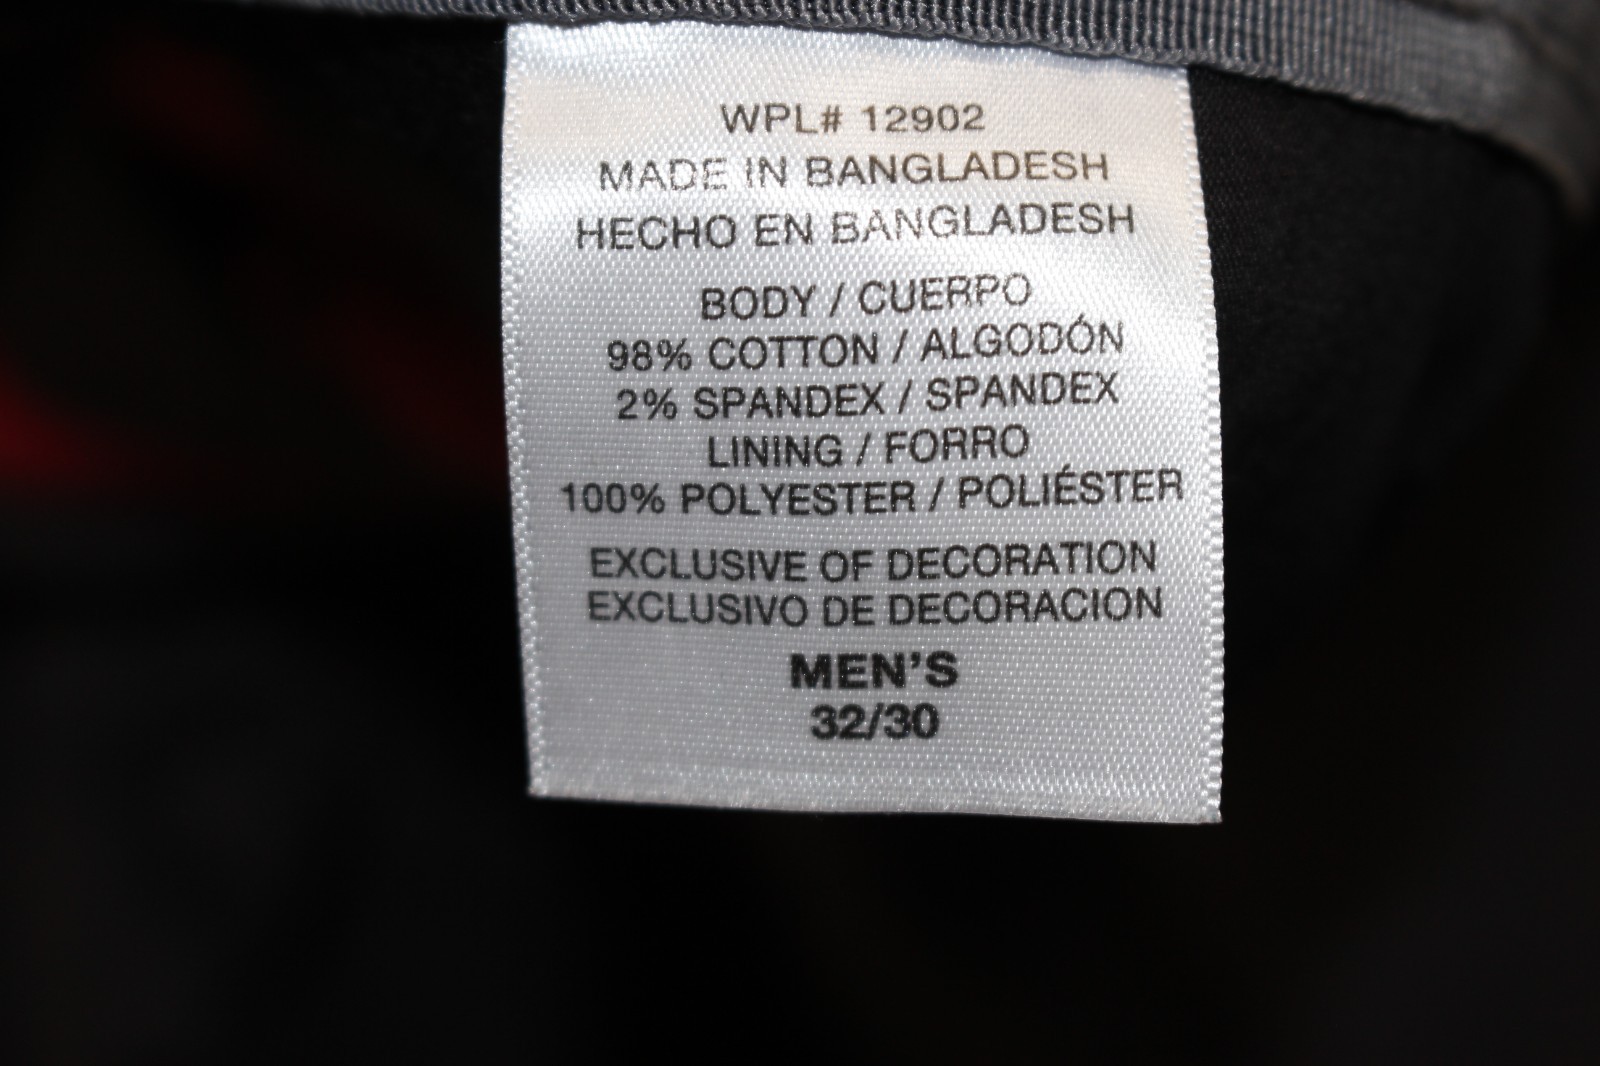 WPL# 12902
MADE IN BANGLADESH
HECHO EN BANGLADESH
BODY / CUERPO
98% COTTON / ALGODÓN
2% SPANDEX / SPANDEX
LINING / FORRO
100% POLYESTER / POLIÉSTER
EXCLUSIVE OF DECORATION
EXCLUSIVO DE DECORACION
MEN'S
32/30